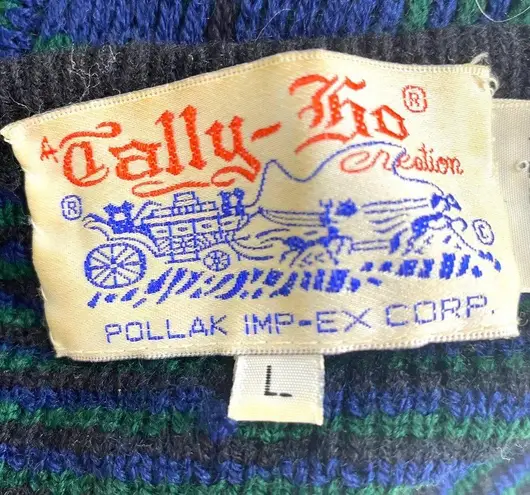 A Tally-Ho ®
Creation
® ©
POLLAK IMP-EX CORP.
L